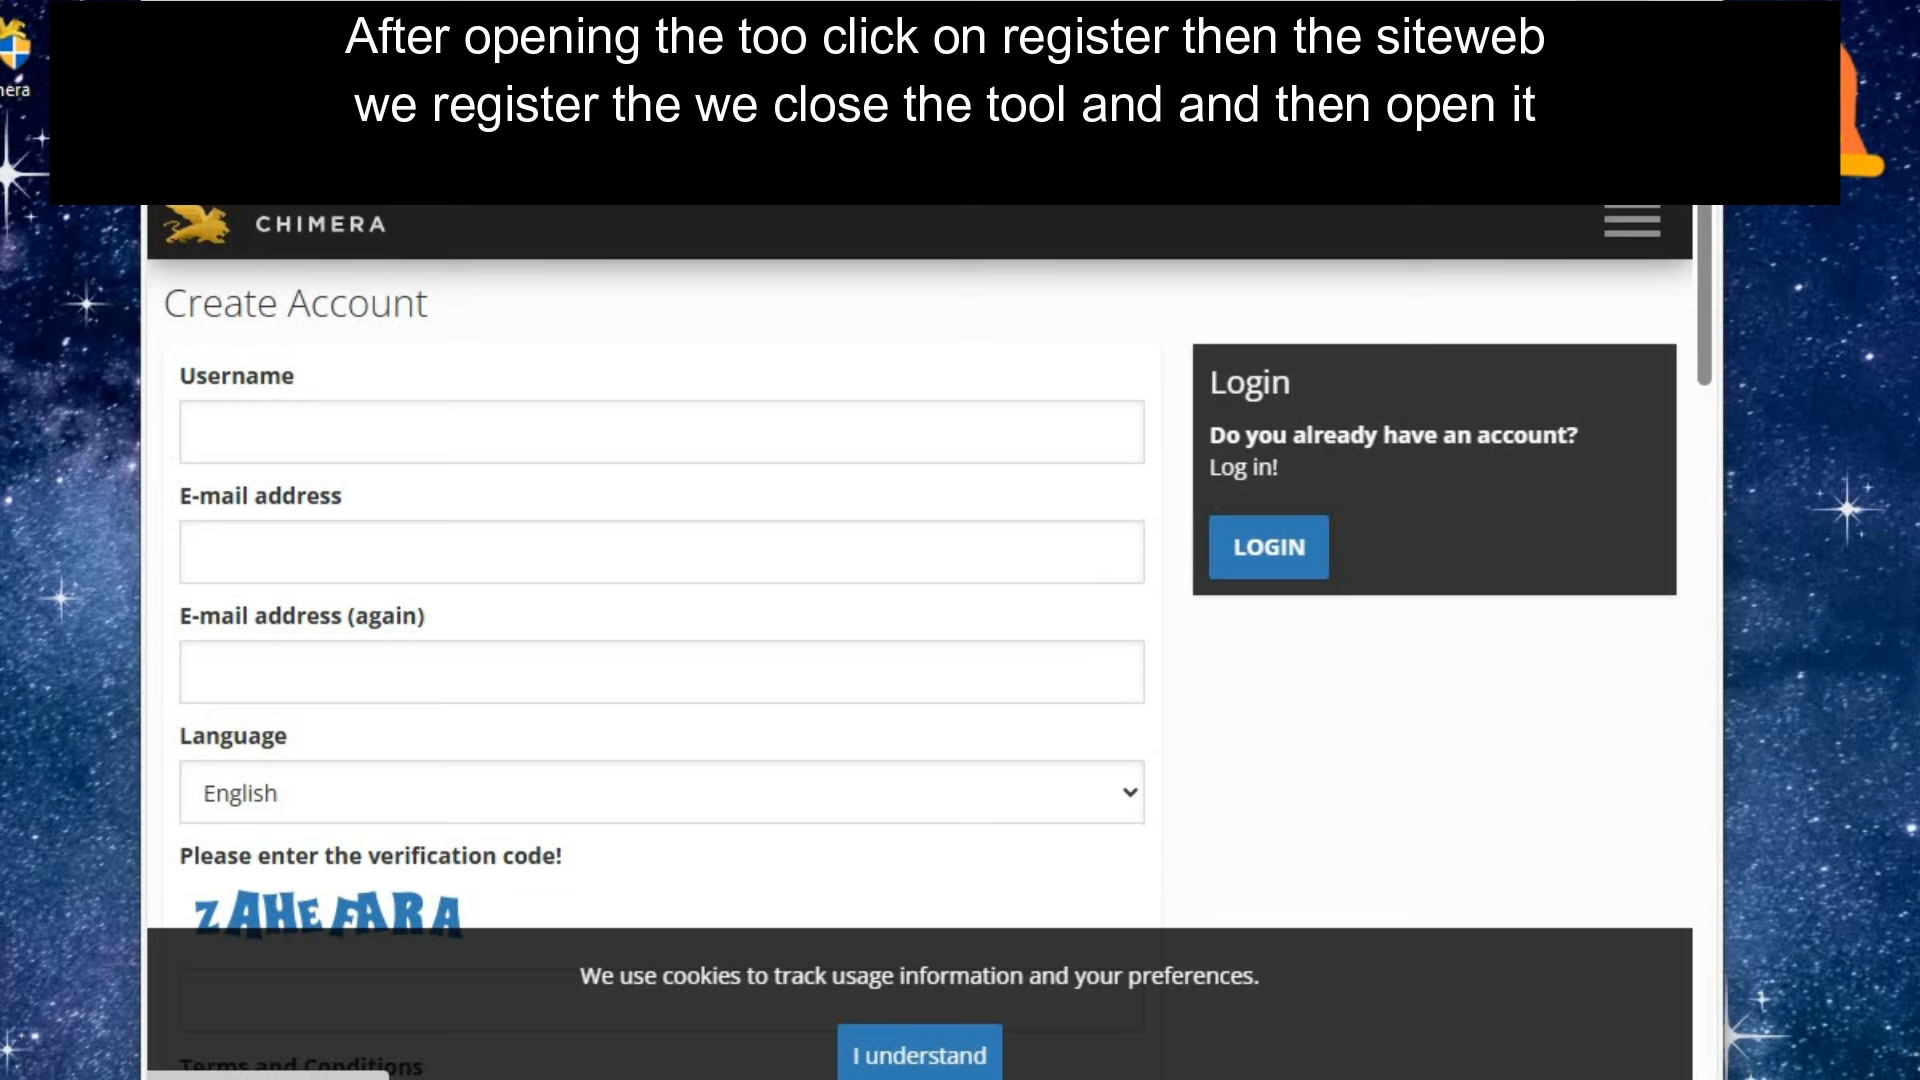 After opening the too click on register then the siteweb
we register the we close the tool and and then open it
CHIMERA
Create Account
Username
E-mail address
E-mail address (again)
Language
English
Please enter the verification code!
ZAHEFARA
Login
Do you already have an account?
Log in!
LOGIN
We use cookies to track usage information and your preferences.
I understand
Terms and Conditions